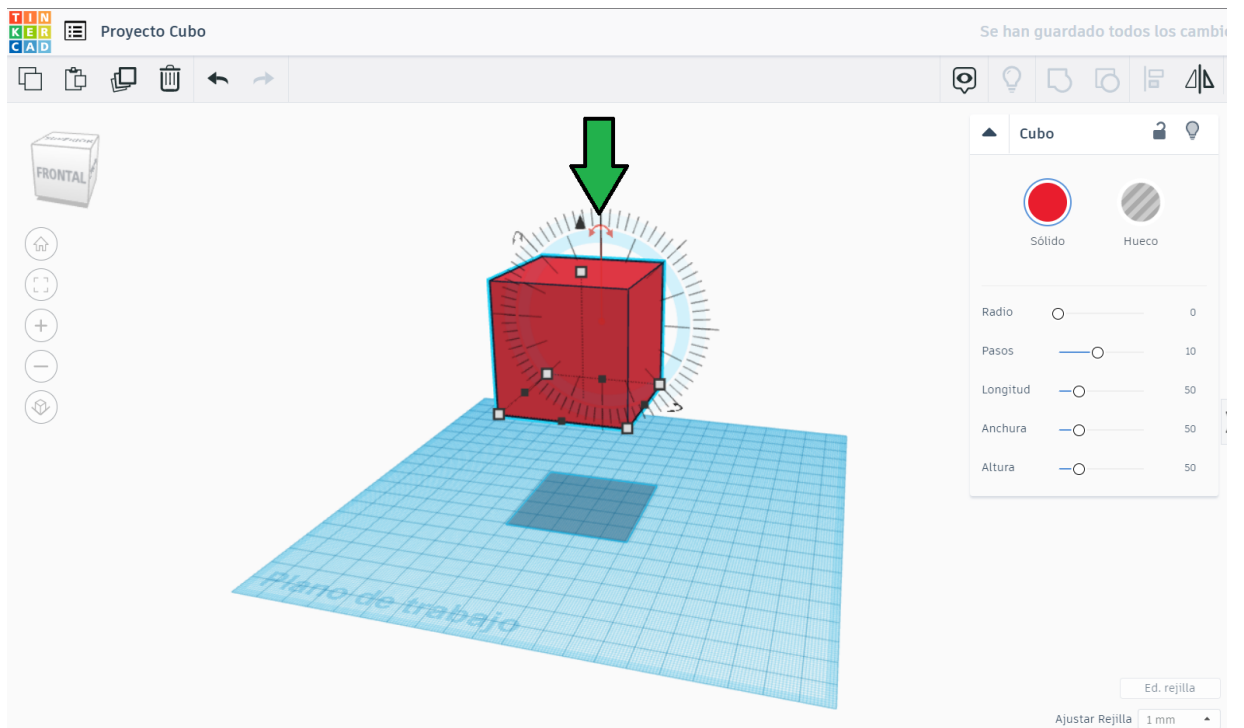 TIN
KER
CAD
Proyecto Cubo
Se han guardado todos los cambi
FRONTAL
Cubo
Sólido
Hueco
Radio 0
Pasos 10
Longitud 50
Anchura 50
Altura 50
Plano de trabajo
Ed. rejilla
Ajustar Rejilla 1 mm